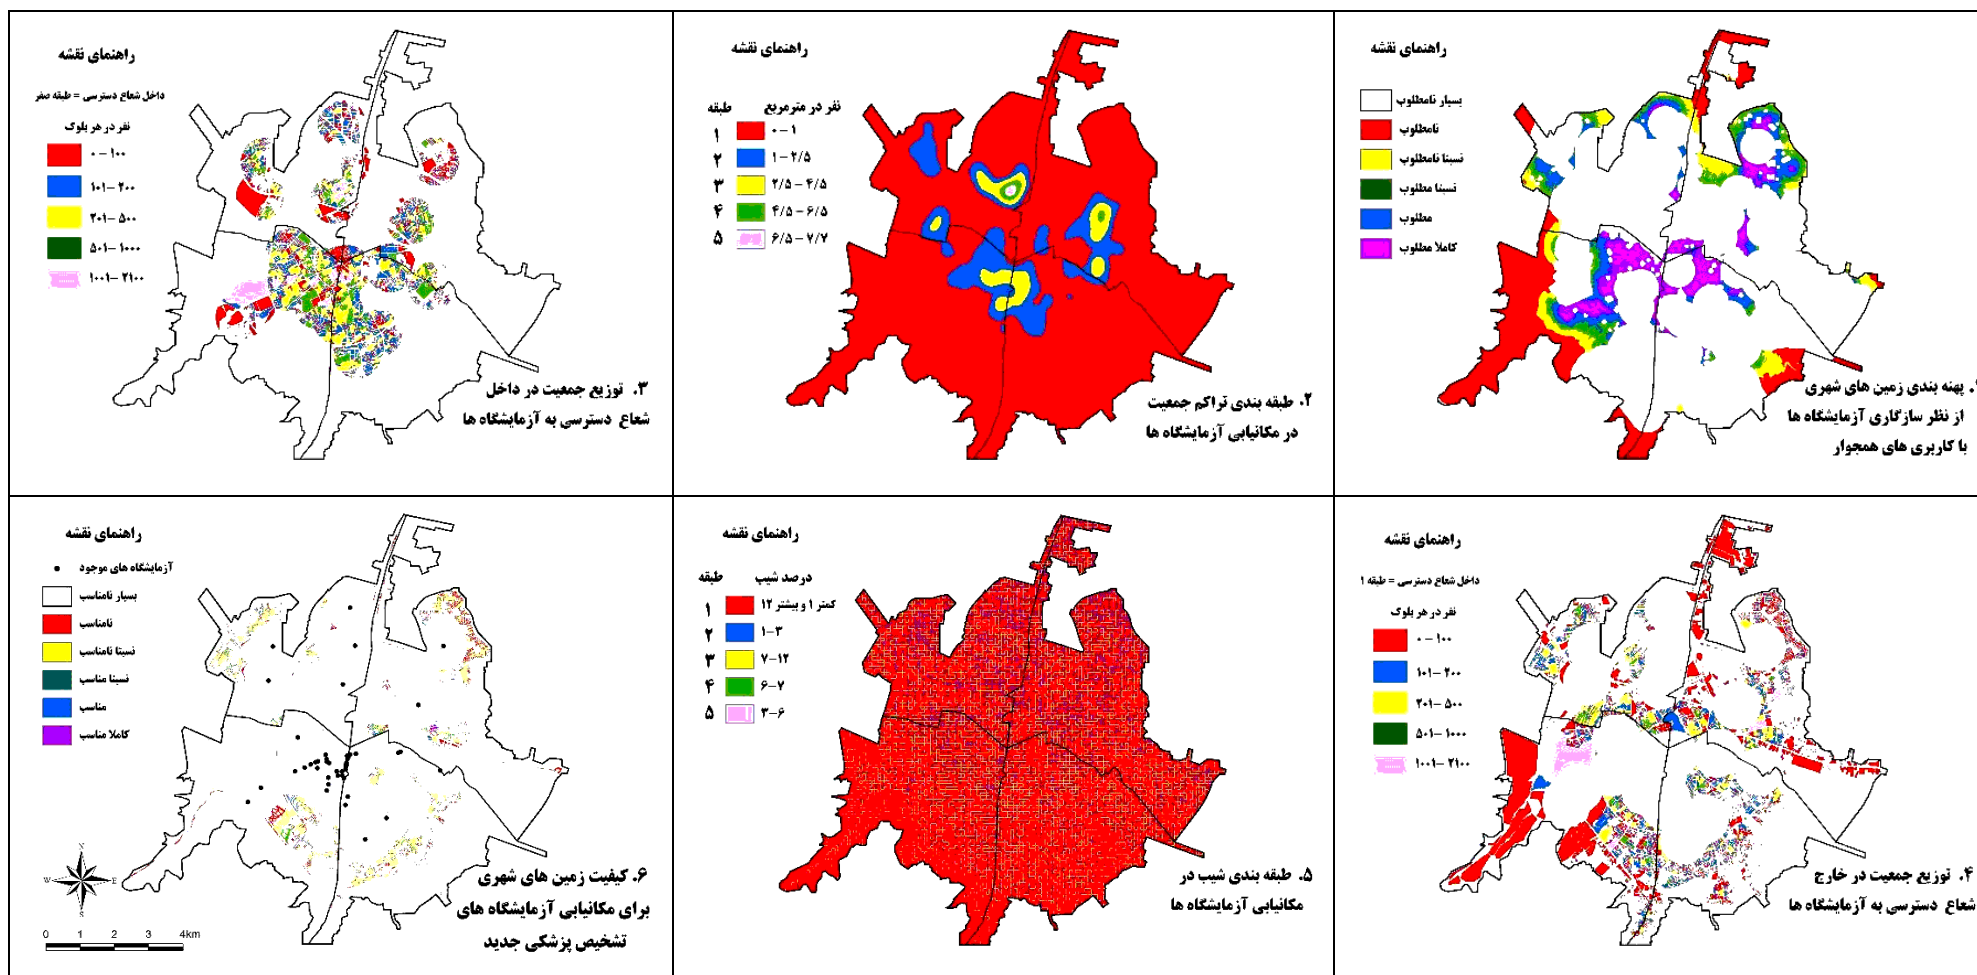 راهنمای نقشه
بسیار نامطلوب
نامطلوب
نسبتا نامطلوب
نسبتا مطلوب
مطلوب
کاملا مطلوب
پهنه بندی زمین های شهری
از نظر سازگاری آزمایشگاه ها
با کاربری های همجوار
راهنمای نقشه
طبقه نفر در مترمربع
۱ ۰ – ۱
۲ ۱ – ۲/۵
۳ ۲/۵ – ۴/۵
۴ ۴/۵ – ۶/۵
۵ ۶/۵ – ۷/۷
۲. طبقه بندی تراکم جمعیت
در مکانیابی آزمایشگاه ها
راهنمای نقشه
داخل شعاع دسترسی = طبقه صفر
نفر در هر بلوک
۰ – ۱۰۰
۱۰۱ – ۲۰۰
۲۰۱ – ۵۰۰
۵۰۱ – ۱۰۰۰
۱۰۰۱ – ۲۱۰۰
۳. توزیع جمعیت در داخل
شعاع دسترسی به آزمایشگاه ها
راهنمای نقشه
داخل شعاع دسترسی = طبقه ۱
نفر در هر بلوک
۰ – ۱۰۰
۱۰۱ – ۲۰۰
۲۰۱ – ۵۰۰
۵۰۱ – ۱۰۰۰
۱۰۰۱ – ۲۱۰۰
۴. توزیع جمعیت در خارج
شعاع دسترسی به آزمایشگاه ها
راهنمای نقشه
طبقه درصد شیب
۱ کمتر ۱ و بیشتر ۱۲
۲ ۱–۳
۳ ۷–۱۲
۴ ۶–۷
۵ ۳–۶
۵. طبقه بندی شیب در
مکانیابی آزمایشگاه ها
راهنمای نقشه
آزمایشگاه های موجود
بسیار نامناسب
نامناسب
نسبتا نامناسب
نسبتا مناسب
مناسب
کاملا مناسب
۶. کیفیت زمین های شهری
برای مکانیابی آزمایشگاه های
تشخیص پزشکی جدید
N
W E
S
0 1 2 3 4km